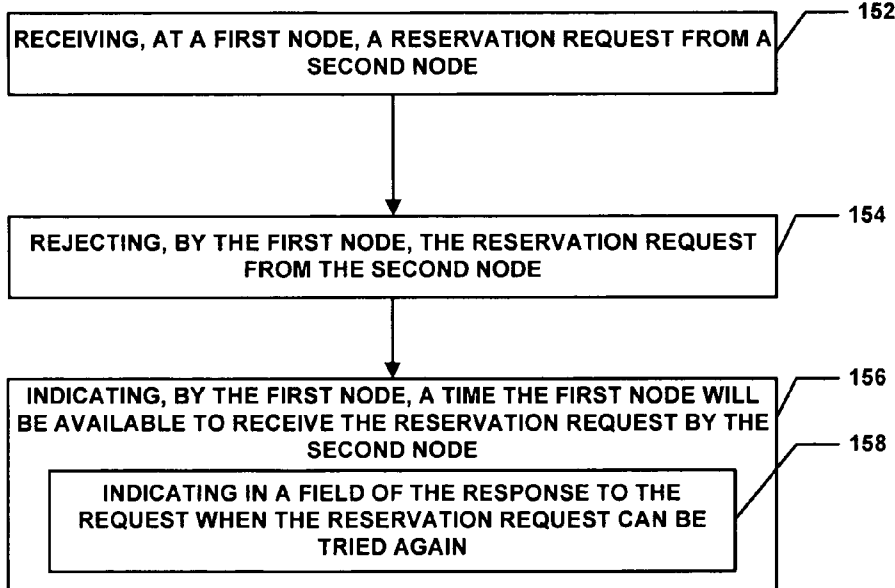 152
RECEIVING, AT A FIRST NODE, A RESERVATION REQUEST FROM A
SECOND NODE
154
REJECTING, BY THE FIRST NODE, THE RESERVATION REQUEST
FROM THE SECOND NODE
156
INDICATING, BY THE FIRST NODE, A TIME THE FIRST NODE WILL
BE AVAILABLE TO RECEIVE THE RESERVATION REQUEST BY THE
SECOND NODE
158
INDICATING IN A FIELD OF THE RESPONSE TO THE
REQUEST WHEN THE RESERVATION REQUEST CAN BE
TRIED AGAIN